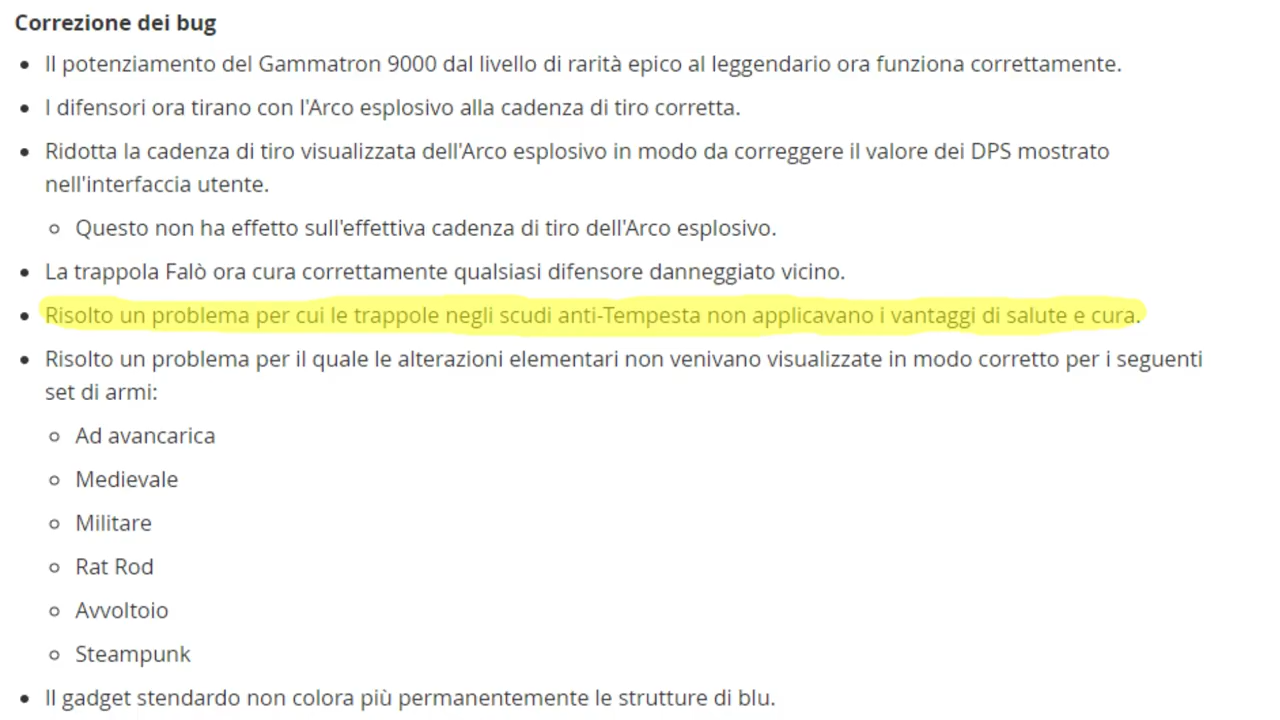 Correzione dei bug
Il potenziamento del Gammatron 9000 dal livello di rarità epico al leggendario ora funziona correttamente.
I difensori ora tirano con l'Arco esplosivo alla cadenza di tiro corretta.
Ridotta la cadenza di tiro visualizzata dell'Arco esplosivo in modo da correggere il valore dei DPS mostrato
nell'interfaccia utente.
Questo non ha effetto sull'effettiva cadenza di tiro dell'Arco esplosivo.
La trappola Falò ora cura correttamente qualsiasi difensore danneggiato vicino.
Risolto un problema per cui le trappole negli scudi anti-Tempesta non applicavano i vantaggi di salute e cura.
Risolto un problema per il quale le alterazioni elementari non venivano visualizzate in modo corretto per i seguenti
set di armi:
Ad avancarica
Medievale
Militare
Rat Rod
Avvoltoio
Steampunk
Il gadget stendardo non colora più permanentemente le strutture di blu.